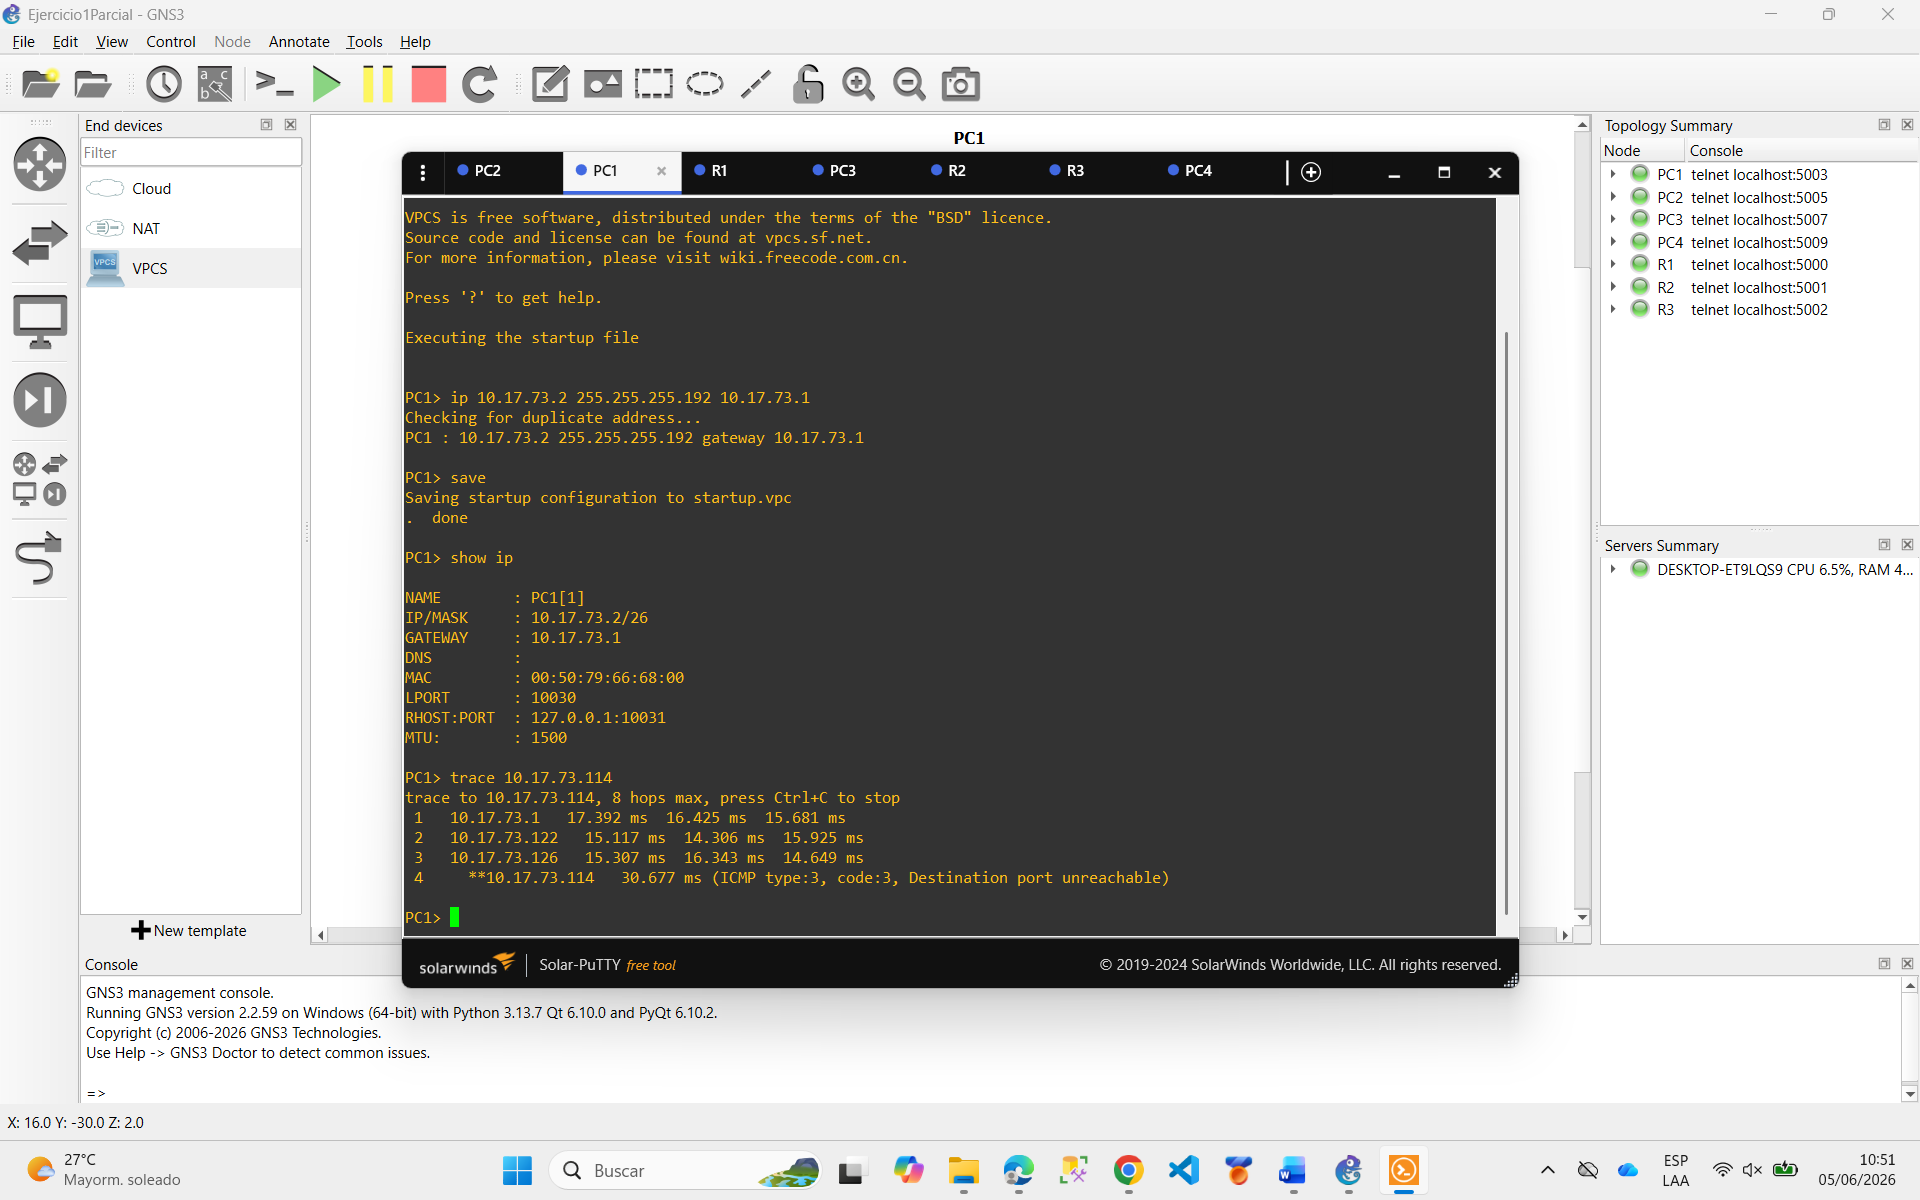 Ejercicio1Parcial - GNS3
File Edit View Control Node Annotate Tools Help
End devices
Filter
Cloud
NAT
VPCS
VPCS
New template
PC1
PC2 PC1 R1 PC3 R2 R3 PC4
VPCS is free software, distributed under the terms of the "BSD" licence.
Source code and license can be found at vpcs.sf.net.
For more information, please visit wiki.freecode.com.cn.
Press '?' to get help.
Executing the startup file
PC1> ip 10.17.73.2 255.255.255.192 10.17.73.1
Checking for duplicate address...
PC1 : 10.17.73.2 255.255.255.192 gateway 10.17.73.1
PC1> save
Saving startup configuration to startup.vpc
.  done
PC1> show ip
NAME        : PC1[1]
IP/MASK     : 10.17.73.2/26
GATEWAY     : 10.17.73.1
DNS         :
MAC         : 00:50:79:66:68:00
LPORT       : 10030
RHOST:PORT  : 127.0.0.1:10031
MTU:        : 1500
PC1> trace 10.17.73.114
trace to 10.17.73.114, 8 hops max, press Ctrl+C to stop
1   10.17.73.1   17.392 ms  16.425 ms  15.681 ms
2   10.17.73.122   15.117 ms  14.306 ms  15.925 ms
3   10.17.73.126   15.307 ms  16.343 ms  14.649 ms
4     **10.17.73.114   30.677 ms (ICMP type:3, code:3, Destination port unreachable)
PC1>
solarwinds Solar-PuTTY free tool © 2019-2024 SolarWinds Worldwide, LLC. All rights reserved.
Topology Summary
Node Console
PC1 telnet localhost:5003
PC2 telnet localhost:5005
PC3 telnet localhost:5007
PC4 telnet localhost:5009
R1 telnet localhost:5000
R2 telnet localhost:5001
R3 telnet localhost:5002
Servers Summary
DESKTOP-ET9LQS9 CPU 6.5%, RAM 4...
Console
GNS3 management console.
Running GNS3 version 2.2.59 on Windows (64-bit) with Python 3.13.7 Qt 6.10.0 and PyQt 6.10.2.
Copyright (c) 2006-2026 GNS3 Technologies.
Use Help -> GNS3 Doctor to detect common issues.
=>
X: 16.0 Y: -30.0 Z: 2.0
27°C
Mayorm. soleado
Buscar
ESP
LAA
10:51
05/06/2026